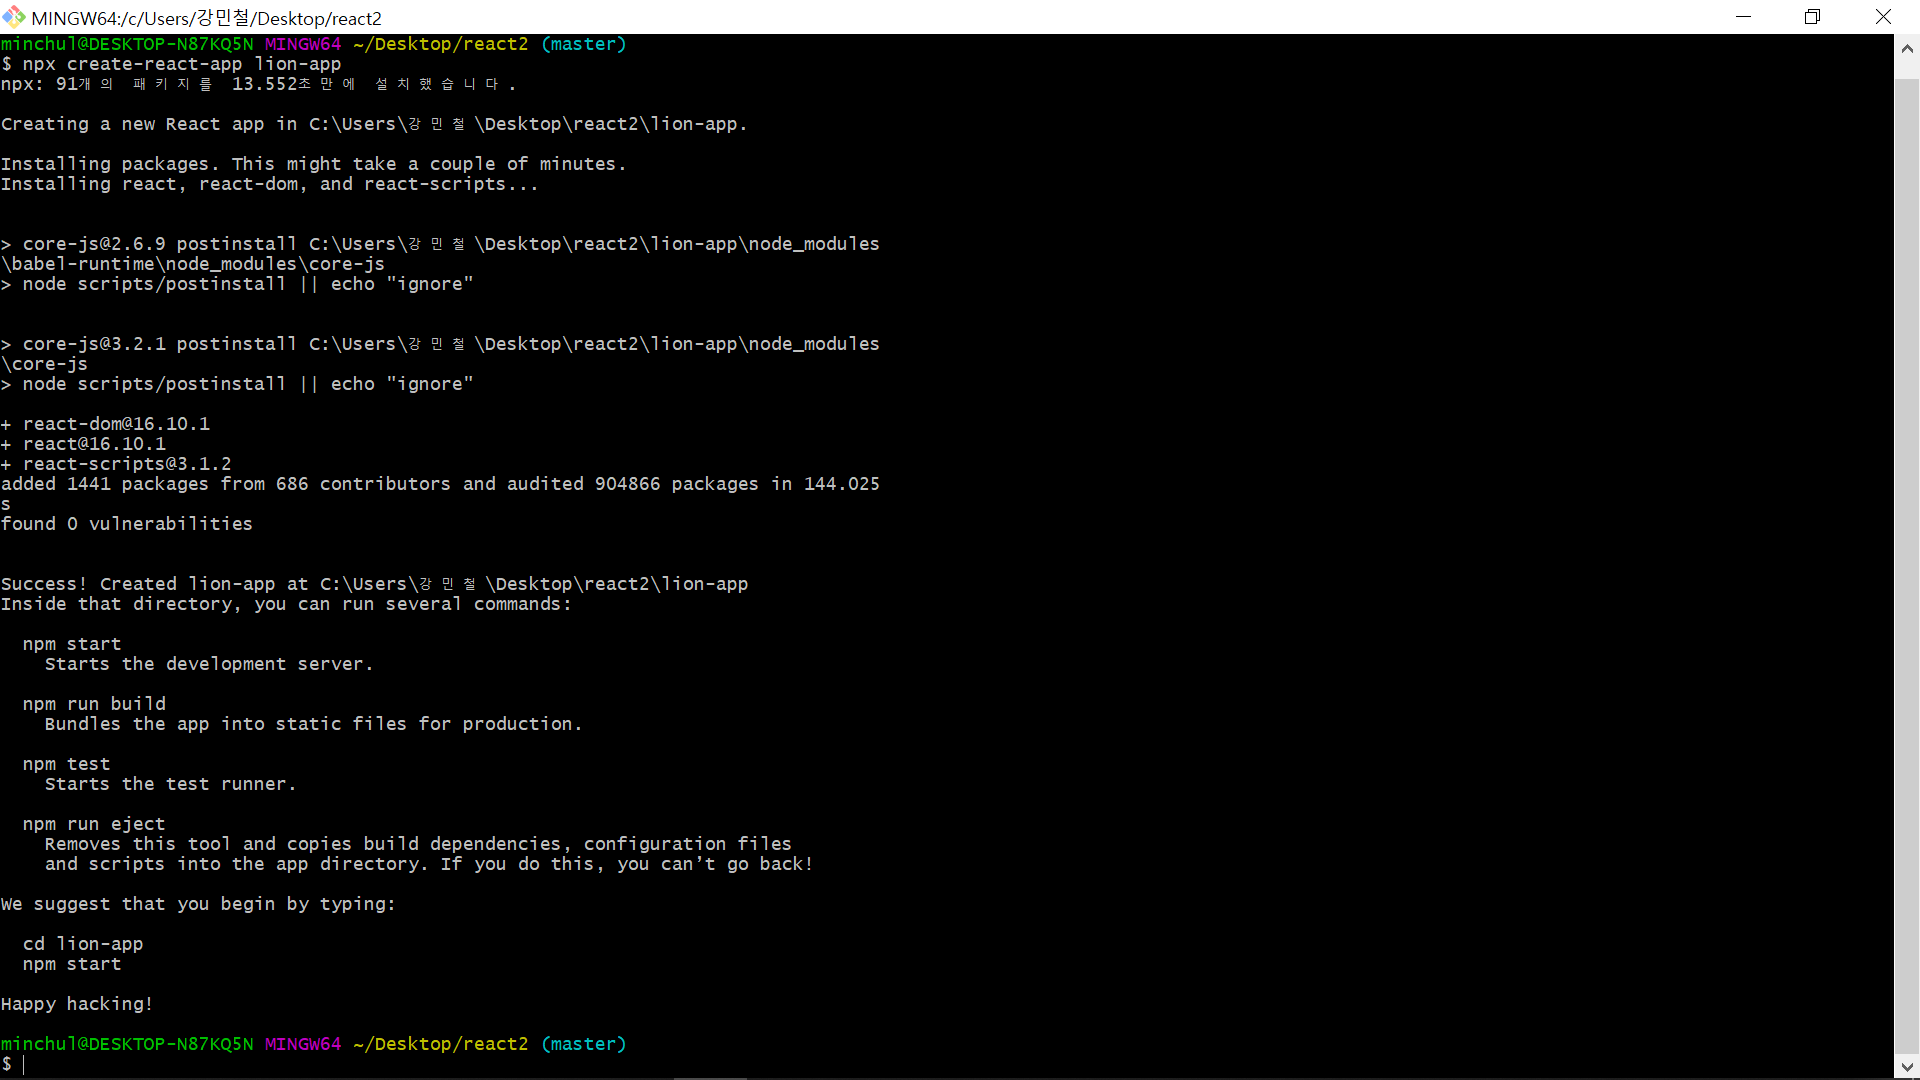 MINGW64:/c/Users/강민철/Desktop/react2
minchul@DESKTOP-N87KQ5N MINGW64 ~/Desktop/react2 (master)
$ npx create-react-app lion-app
npx: 91개의 패키지를 13.552초만에 설치했습니다.
Creating a new React app in C:\Users\강민철\Desktop\react2\lion-app.
Installing packages. This might take a couple of minutes.
Installing react, react-dom, and react-scripts...
> core-js@2.6.9 postinstall C:\Users\강민철\Desktop\react2\lion-app\node_modules
\babel-runtime\node_modules\core-js
> node scripts/postinstall || echo "ignore"
> core-js@3.2.1 postinstall C:\Users\강민철\Desktop\react2\lion-app\node_modules
\core-js
> node scripts/postinstall || echo "ignore"
+ react-dom@16.10.1
+ react@16.10.1
+ react-scripts@3.1.2
added 1441 packages from 686 contributors and audited 904866 packages in 144.025
s
found 0 vulnerabilities
Success! Created lion-app at C:\Users\강민철\Desktop\react2\lion-app
Inside that directory, you can run several commands:
npm start
Starts the development server.
npm run build
Bundles the app into static files for production.
npm test
Starts the test runner.
npm run eject
Removes this tool and copies build dependencies, configuration files
and scripts into the app directory. If you do this, you can’t go back!
We suggest that you begin by typing:
cd lion-app
npm start
Happy hacking!
minchul@DESKTOP-N87KQ5N MINGW64 ~/Desktop/react2 (master)
$